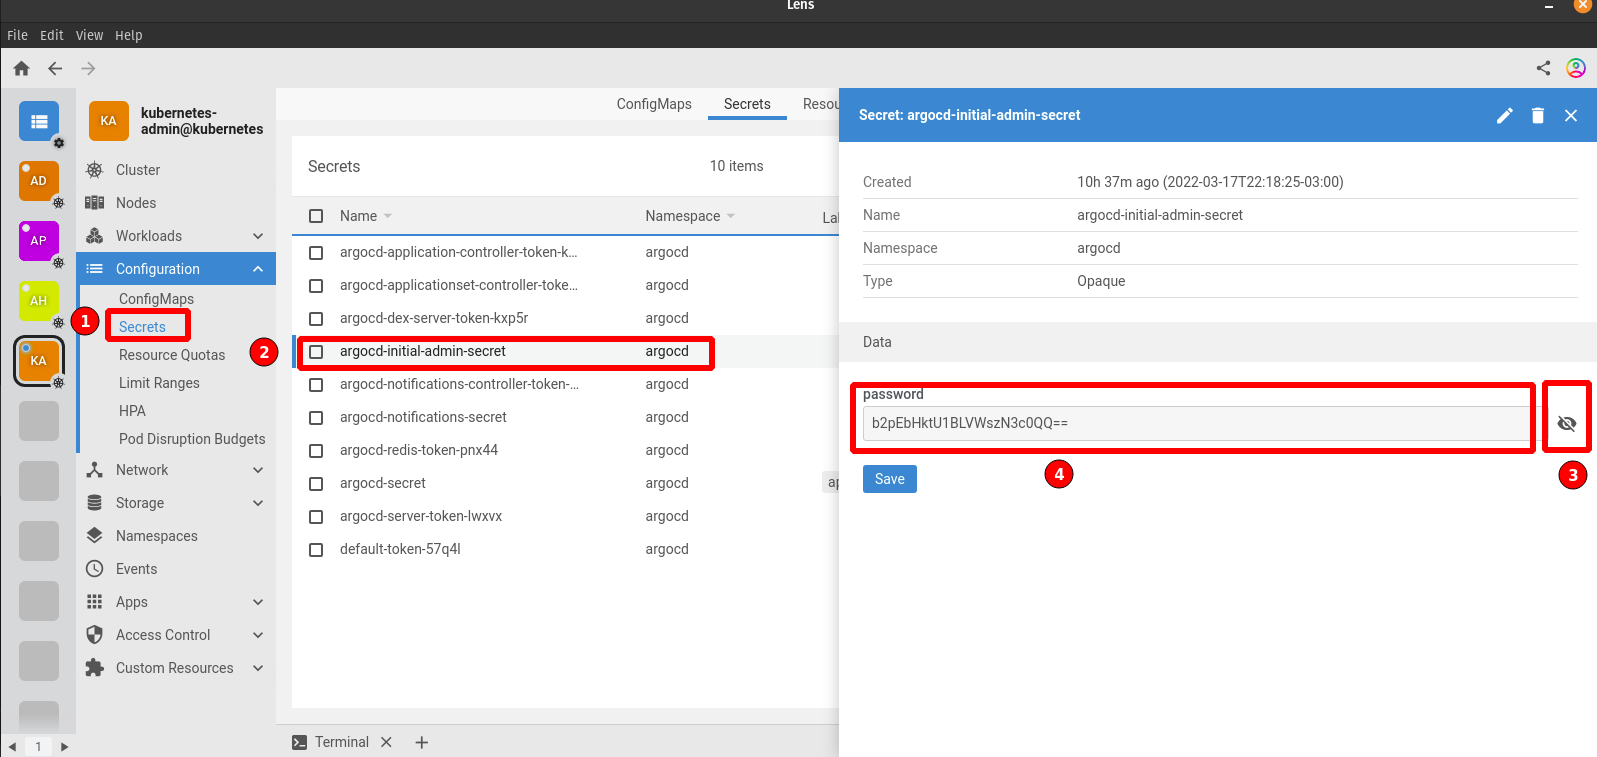 Lens
File Edit View Help
KA
kubernetes-
admin@kubernetes
AD
AP
AH
KA
1
Cluster
Nodes
Workloads
Configuration
ConfigMaps
1
Secrets
Resource Quotas
Limit Ranges
HPA
Pod Disruption Budgets
Network
Storage
Namespaces
Events
Apps
Access Control
Custom Resources
ConfigMaps Secrets Resou
Secrets 10 items
Name Namespace Lal
argocd-application-controller-token-k... argocd
argocd-applicationset-controller-toke... argocd
argocd-dex-server-token-kxp5r argocd
2
argocd-initial-admin-secret argocd
argocd-notifications-controller-token-... argocd
argocd-notifications-secret argocd
argocd-redis-token-pnx44 argocd
argocd-secret argocd ap
argocd-server-token-lwxvx argocd
default-token-57q4l argocd
Terminal
Secret: argocd-initial-admin-secret
Created 10h 37m ago (2022-03-17T22:18:25-03:00)
Name argocd-initial-admin-secret
Namespace argocd
Type Opaque
Data
password
b2pEbHktU1BLVWszN3c0QQ==
Save
4
3